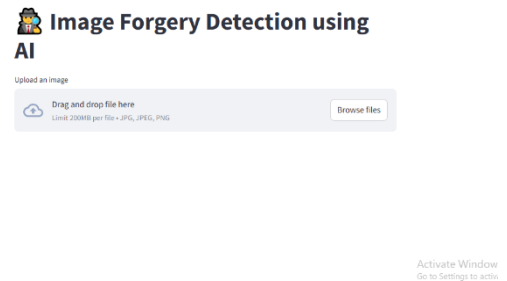 Image Forgery Detection using
AI
Upload an image
Drag and drop file here
Limit 200MB per file • JPG, JPEG, PNG
Browse files
Activate Window
Go to Settings to activ